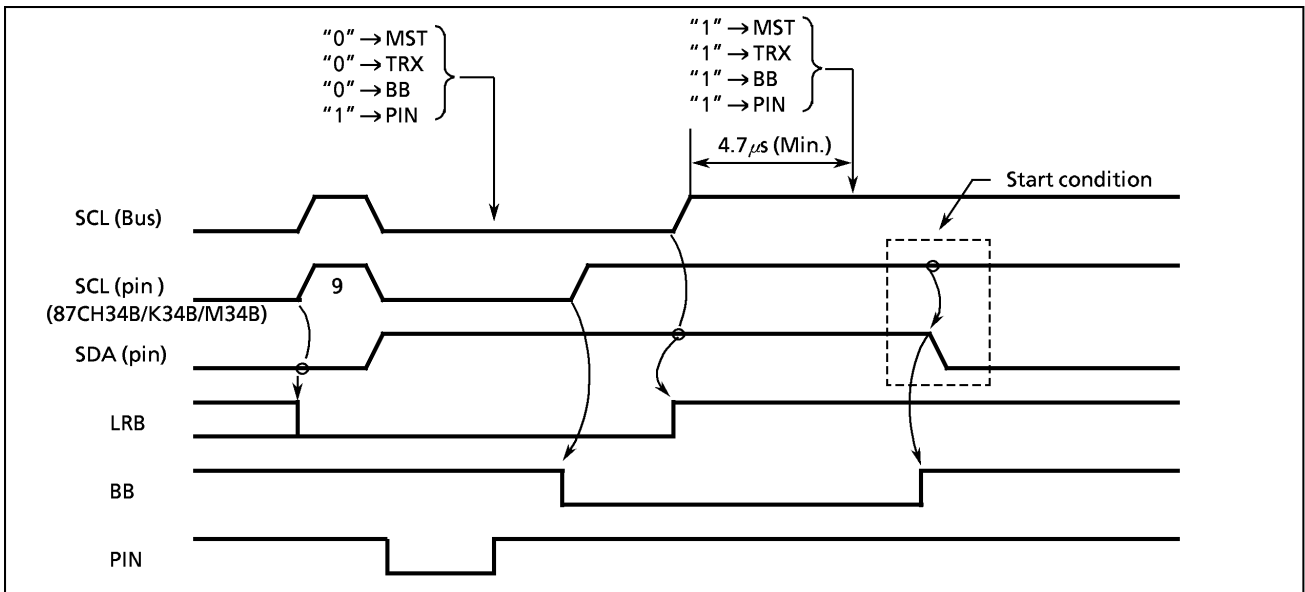 “0” → MST
“0” → TRX
“0” → BB
“1” → PIN
“1” → MST
“1” → TRX
“1” → BB
“1” → PIN
4.7μs (Min.)
Start condition
SCL (Bus)
SCL (pin )
9
(87CH34B/K34B/M34B)
SDA (pin)
LRB
BB
PIN